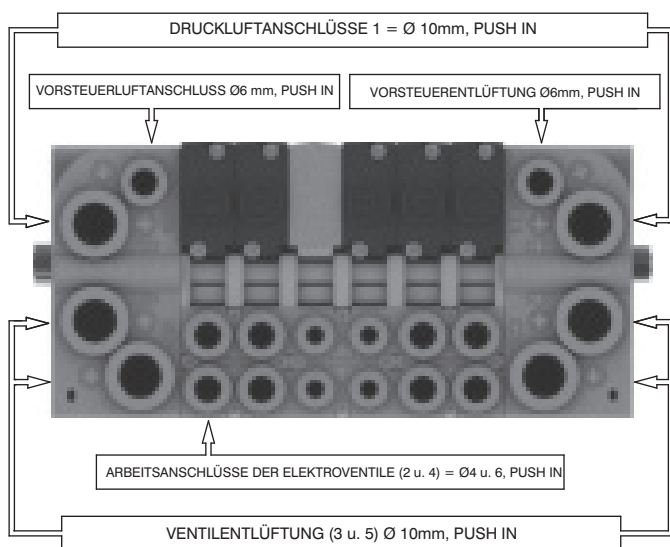 DRUCKLUFTANSCHLÜSSE 1 = Ø 10mm, PUSH IN
VORSTEUERLUFTANSCHLUSS Ø6 mm, PUSH IN
VORSTEUERENTLÜFTUNG Ø6mm, PUSH IN
ARBEITSANSCHLÜSSE DER ELEKTROVENTILE (2 u. 4) = Ø4 u. 6, PUSH IN
VENTILENTLÜFTUNG (3 u. 5) Ø 10mm, PUSH IN